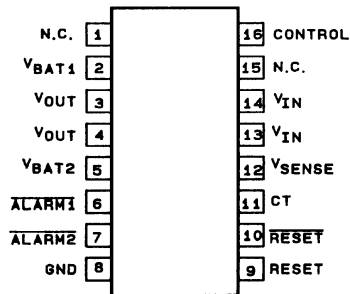 N.C. 1 16 CONTROL
VBAT1 2 15 N.C.
VOUT 3 14 VIN
VOUT 4 13 VIN
VBAT2 5 12 VSENSE
ALARM1 6 11 CT
ALARM2 7 10 RESET
GND 8 9 RESET